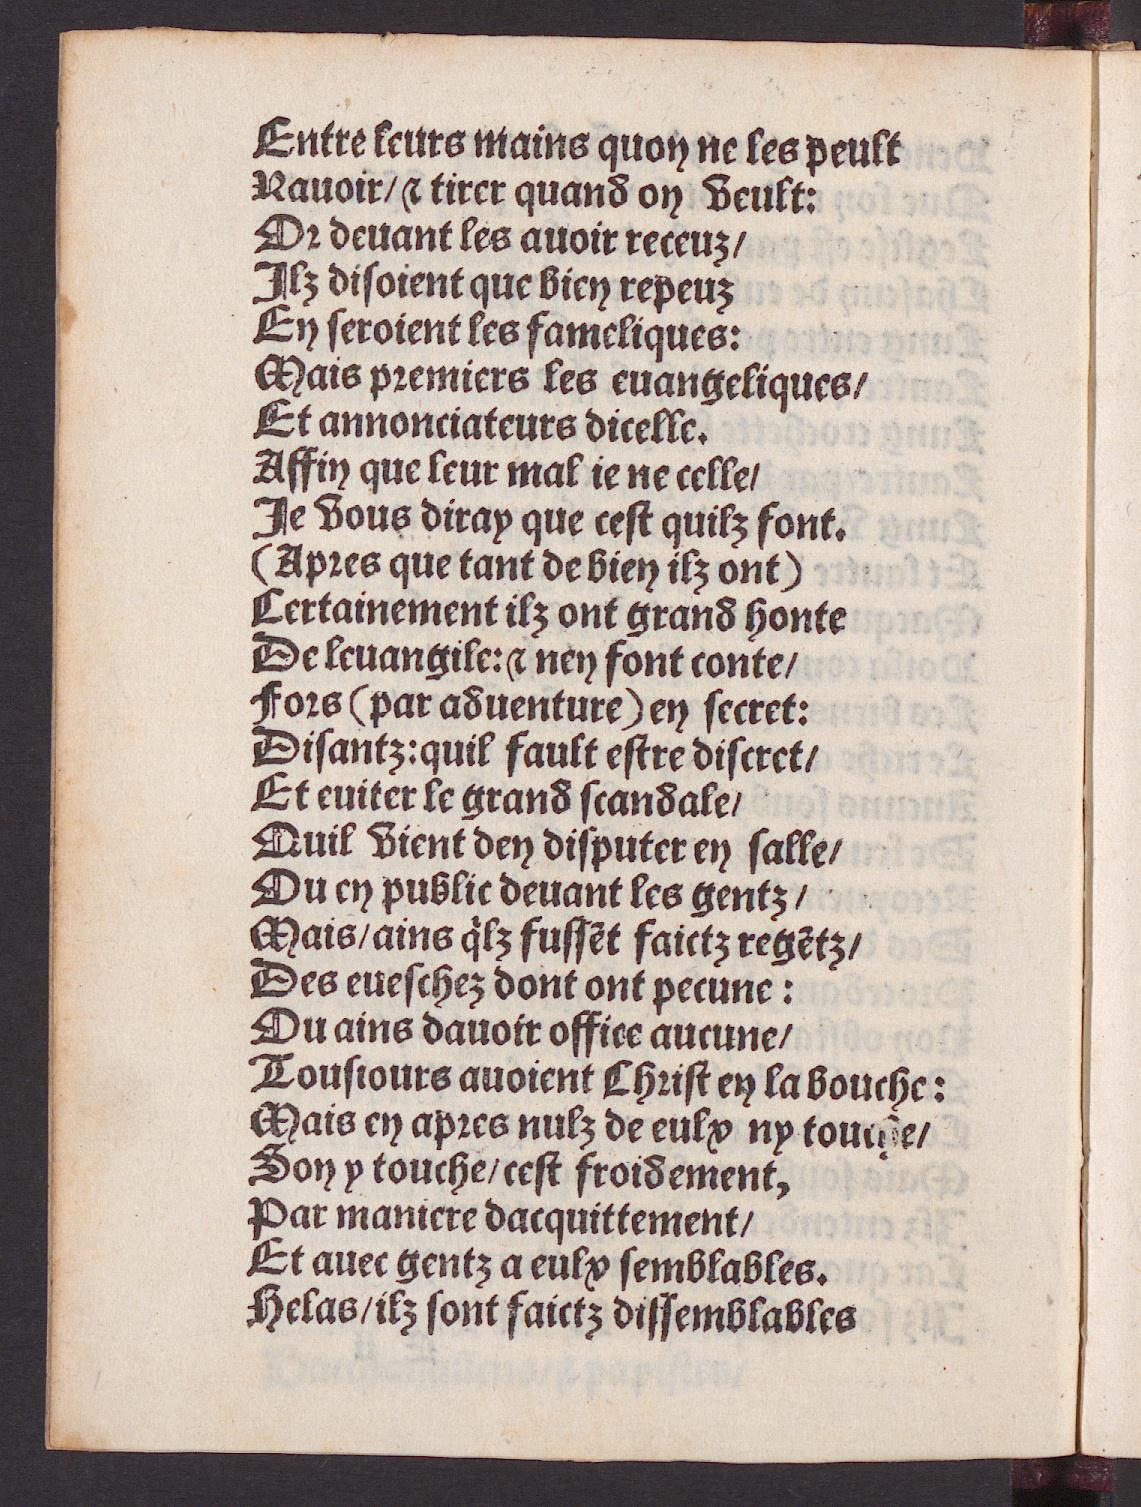 Entre leurs mains quon ne les peult
Rauoir/⁊ tirer quand on veult:
Or deuant les auoir receuz/
Ilz disoient que bien repeuz
En seroient les fameliques:
Mais premiers les euangeliques/
Et annonciateurs dicelle.
Affin que leur mal ie ne celle/
Je vous diray que cest quilz font.
(Apres que tant de bien ilz ont)
Certainement ilz ont grand honte
De leuangile:⁊ nen font conte/
Fors (par aduenture) en secret:
Disantz:quil fault estre discret/
Et euiter le grand scandale/
Quil vient den disputer en salle/
Ou en public deuant les gentz/
Mais/ains q̃lz fussẽt faictz regẽtz/
Des eueschez dont ont pecune :
Ou ains dauoir office aucune/
Tousiours auoient Christ en la bouche:
Mais en apres nulz de eulx ny touche/
Son y touche/cest froidement,
Par maniere dacquittement/
Et auec gentz a eulx semblables.
Helas/ilz sont faictz dissemblables